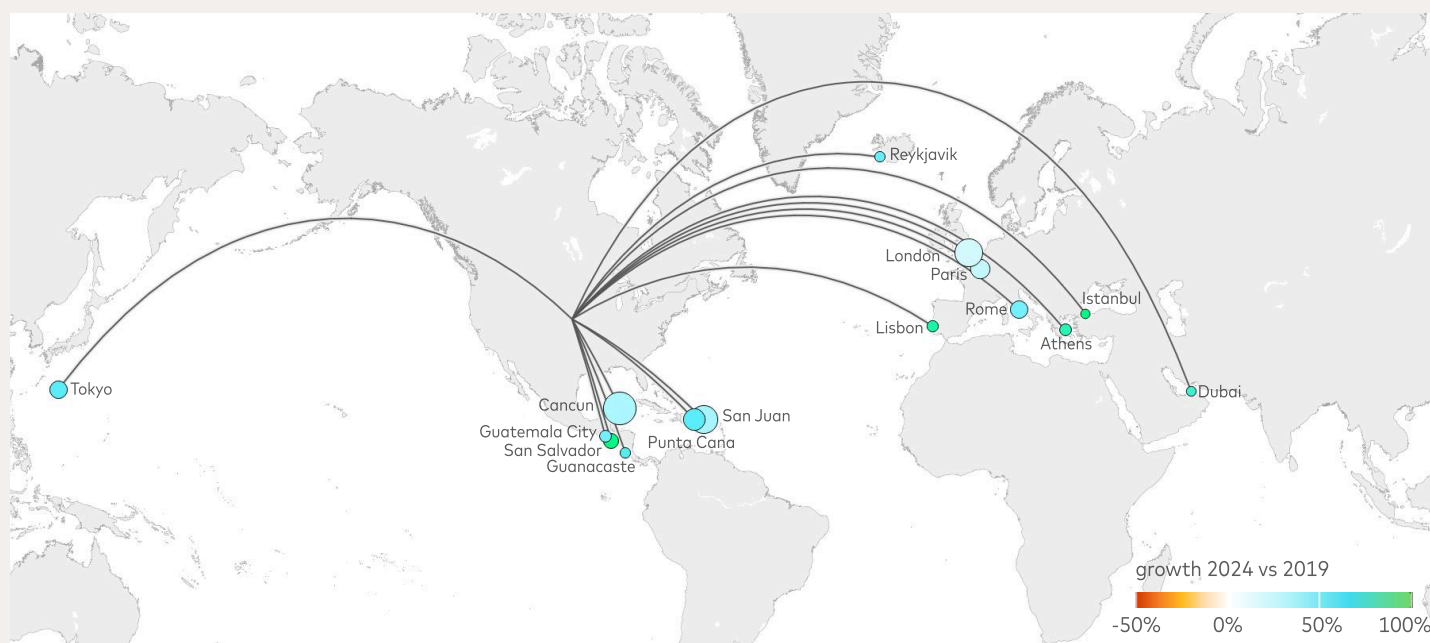 Reykjavik
London
Paris
Istanbul
Rome
Lisbon
Athens
Tokyo
Dubai
Cancun
San Juan
Guatemala City
Punta Cana
San Salvador
Guanacaste
growth 2024 vs 2019
-50% 0% 50% 100%